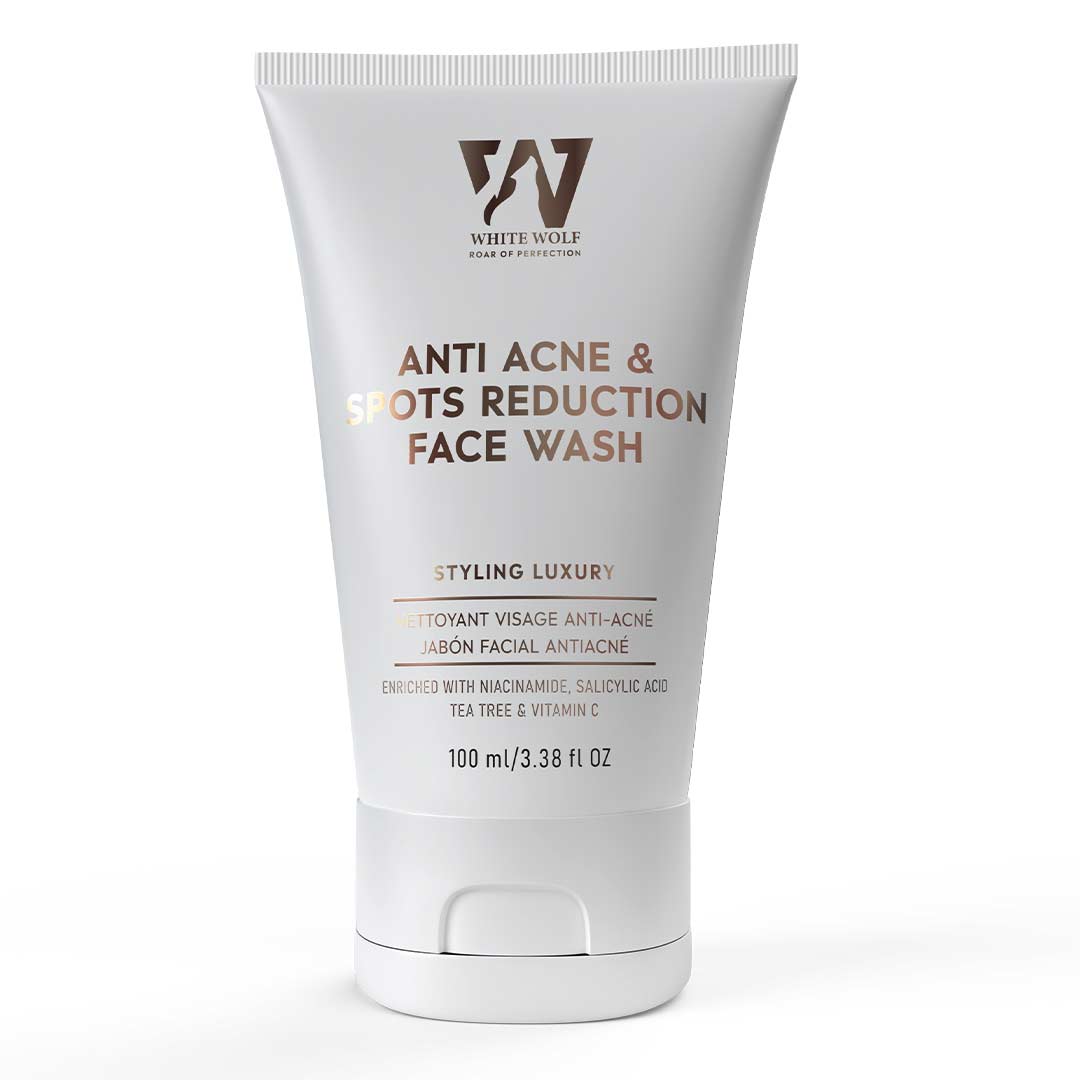 WHITE WOLF
ROAR OF PERFECTION
ANTI ACNE &
SPOTS REDUCTION
FACE WASH
STYLING LUXURY
NETTOYANT VISAGE ANTI-ACNÉ
JABÓN FACIAL ANTIACNÉ
ENRICHED WITH NIACINAMIDE, SALICYLIC ACID
TEA TREE & VITAMIN C
100 ml/3.38 fl OZ